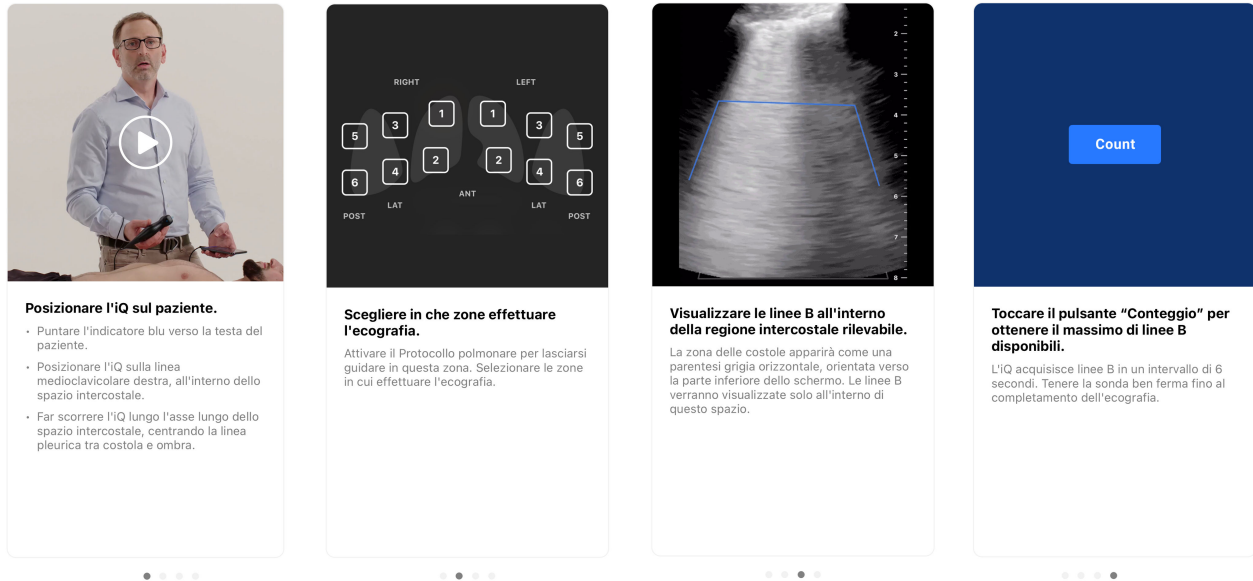 Posizionare l'iQ sul paziente.
• Puntare l'indicatore blu verso la testa del
paziente.
• Posizionare l'iQ sulla linea
medioclavicolare destra, all'interno dello
spazio intercostale.
• Far scorrere l'iQ lungo l'asse lungo dello
spazio intercostale, centrando la linea
pleurica tra costola e ombra.
RIGHT LEFT
1 1
3 3
5 5
2 2
4 4
6 6
ANT
LAT LAT
POST POST
Scegliere in che zone effettuare
l'ecografia.
Attivare il Protocollo polmonare per lasciarsi
guidare in questa zona. Selezionare le zone
in cui effettuare l'ecografia.
2
3
4
5
6
7
8
Visualizzare le linee B all'interno
della regione intercostale rilevabile.
La zona delle costole apparirà come una
parentesi grigia orizzontale, orientata verso
la parte inferiore dello schermo. Le linee B
verranno visualizzate solo all'interno di
questo spazio.
Count
Toccare il pulsante “Conteggio” per
ottenere il massimo di linee B
disponibili.
L'iQ acquisisce linee B in un intervallo di 6
secondi. Tenere la sonda ben ferma fino al
completamento dell'ecografia.